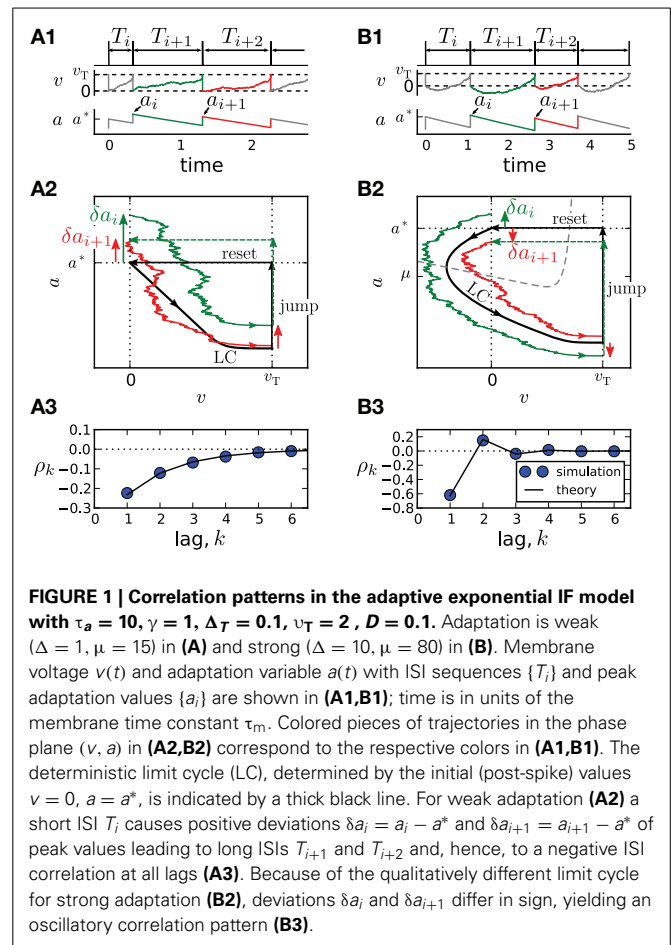 A1
T_i T_{i+1} T_{i+2}
v v_T
0
a_i a_{i+1}
a a*
0 1 2
time
B1
T_i T_{i+1} T_{i+2}
v v_T
0
a_i a_{i+1}
a a*
0 1 2 3 4 5
time
A2
δa_i
δa_{i+1}
a*
reset
a
jump
LC
0 v_T
v
B2
δa_i
a*
reset
δa_{i+1}
μ
a
LC
jump
0 v_T
v
A3
0.1
0.0
−0.1
−0.2
−0.3
ρ_k
0 1 2 3 4 5 6
lag, k
B3
0.2
0.0
−0.2
−0.4
−0.6
−0.8
ρ_k
simulation
theory
0 1 2 3 4 5 6
lag, k
FIGURE 1 | Correlation patterns in the adaptive exponential IF model
with τ_a = 10, γ = 1, Δ_T = 0.1, υ_T = 2 , D = 0.1. Adaptation is weak
(Δ = 1, μ = 15) in (A) and strong (Δ = 10, μ = 80) in (B). Membrane
voltage v(t) and adaptation variable a(t) with ISI sequences {T_i} and peak
adaptation values {a_i} are shown in (A1,B1); time is in units of the
membrane time constant τ_m. Colored pieces of trajectories in the phase
plane (v, a) in (A2,B2) correspond to the respective colors in (A1,B1). The
deterministic limit cycle (LC), determined by the initial (post-spike) values
v = 0, a = a*, is indicated by a thick black line. For weak adaptation (A2) a
short ISI T_i causes positive deviations δa_i = a_i − a* and δa_{i+1} = a_{i+1} − a* of
peak values leading to long ISIs T_{i+1} and T_{i+2} and, hence, to a negative ISI
correlation at all lags (A3). Because of the qualitatively different limit cycle
for strong adaptation (B2), deviations δa_i and δa_{i+1} differ in sign, yielding an
oscillatory correlation pattern (B3).